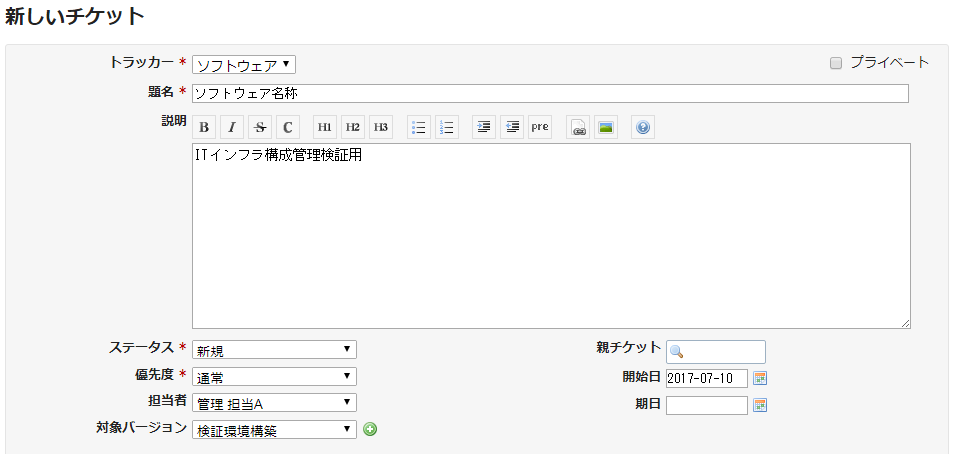 新しいチケット
トラッカー * ソフトウェア プライベート
題名 * ソフトウェア名称
説明 B I S C H1 H2 H3 pre
ITインフラ構成管理検証用
ステータス * 新規 親チケット
優先度 * 通常 開始日 2017-07-10
担当者 管理 担当A 期日
対象バージョン 検証環境構築